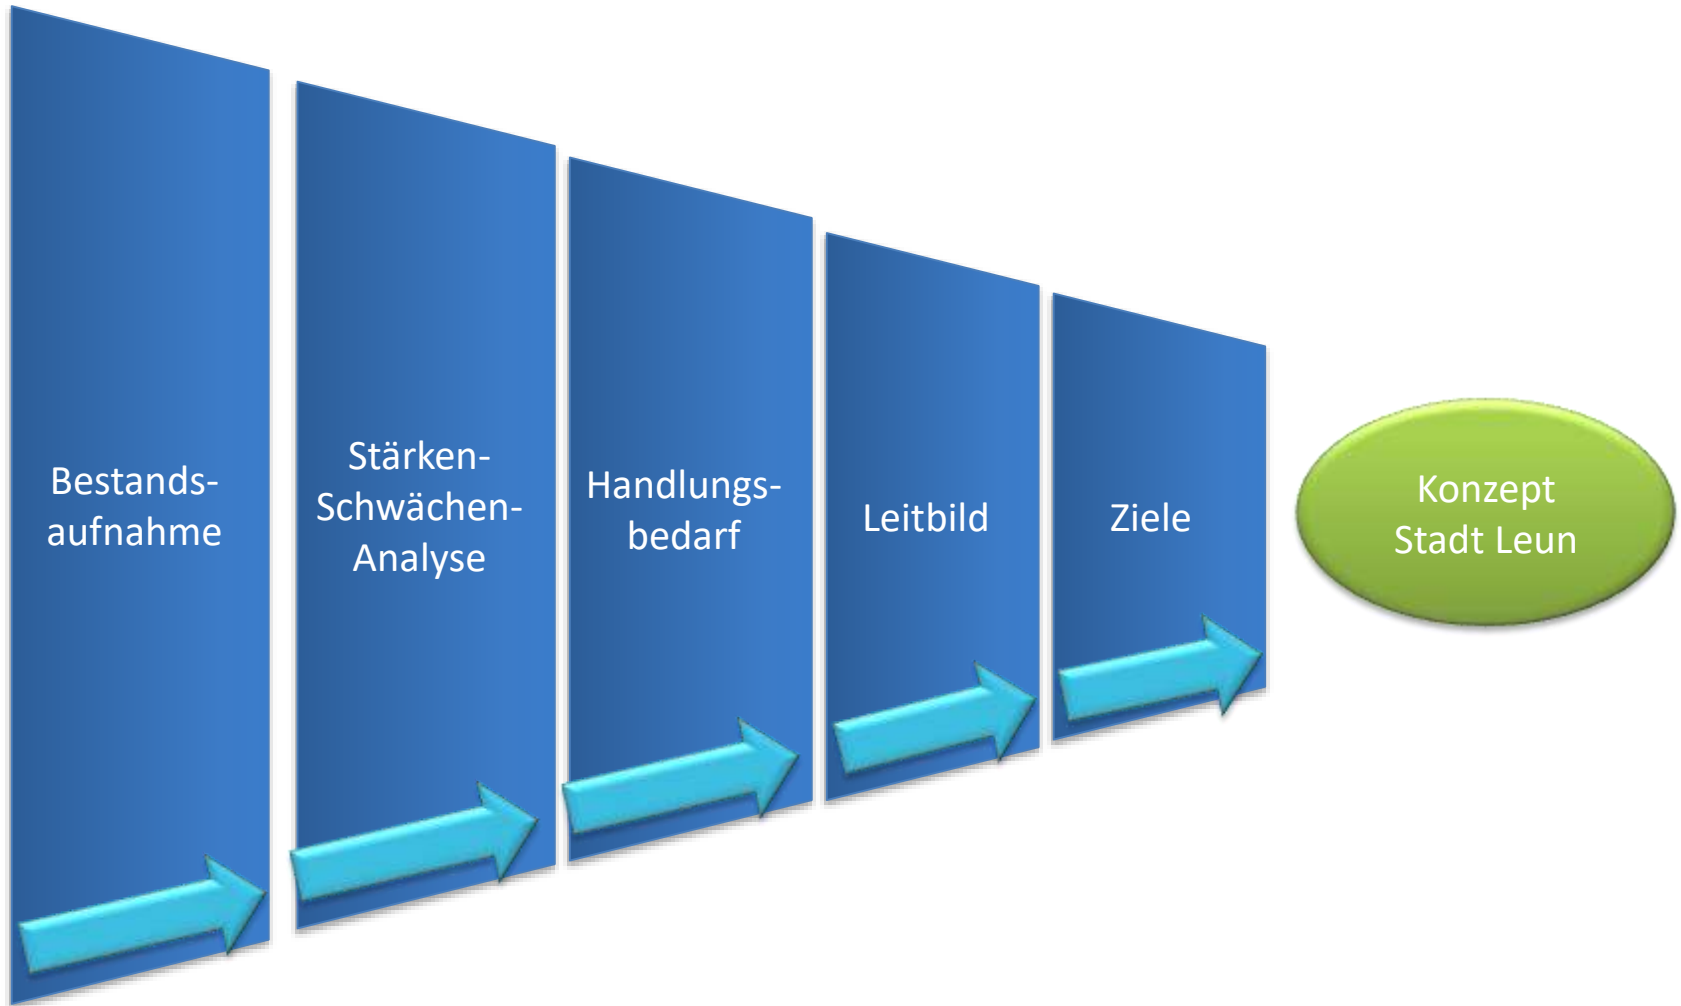 Bestands-
aufnahme
Stärken-
Schwächen-
Analyse
Handlungs-
bedarf
Leitbild
Ziele
Konzept
Stadt Leun